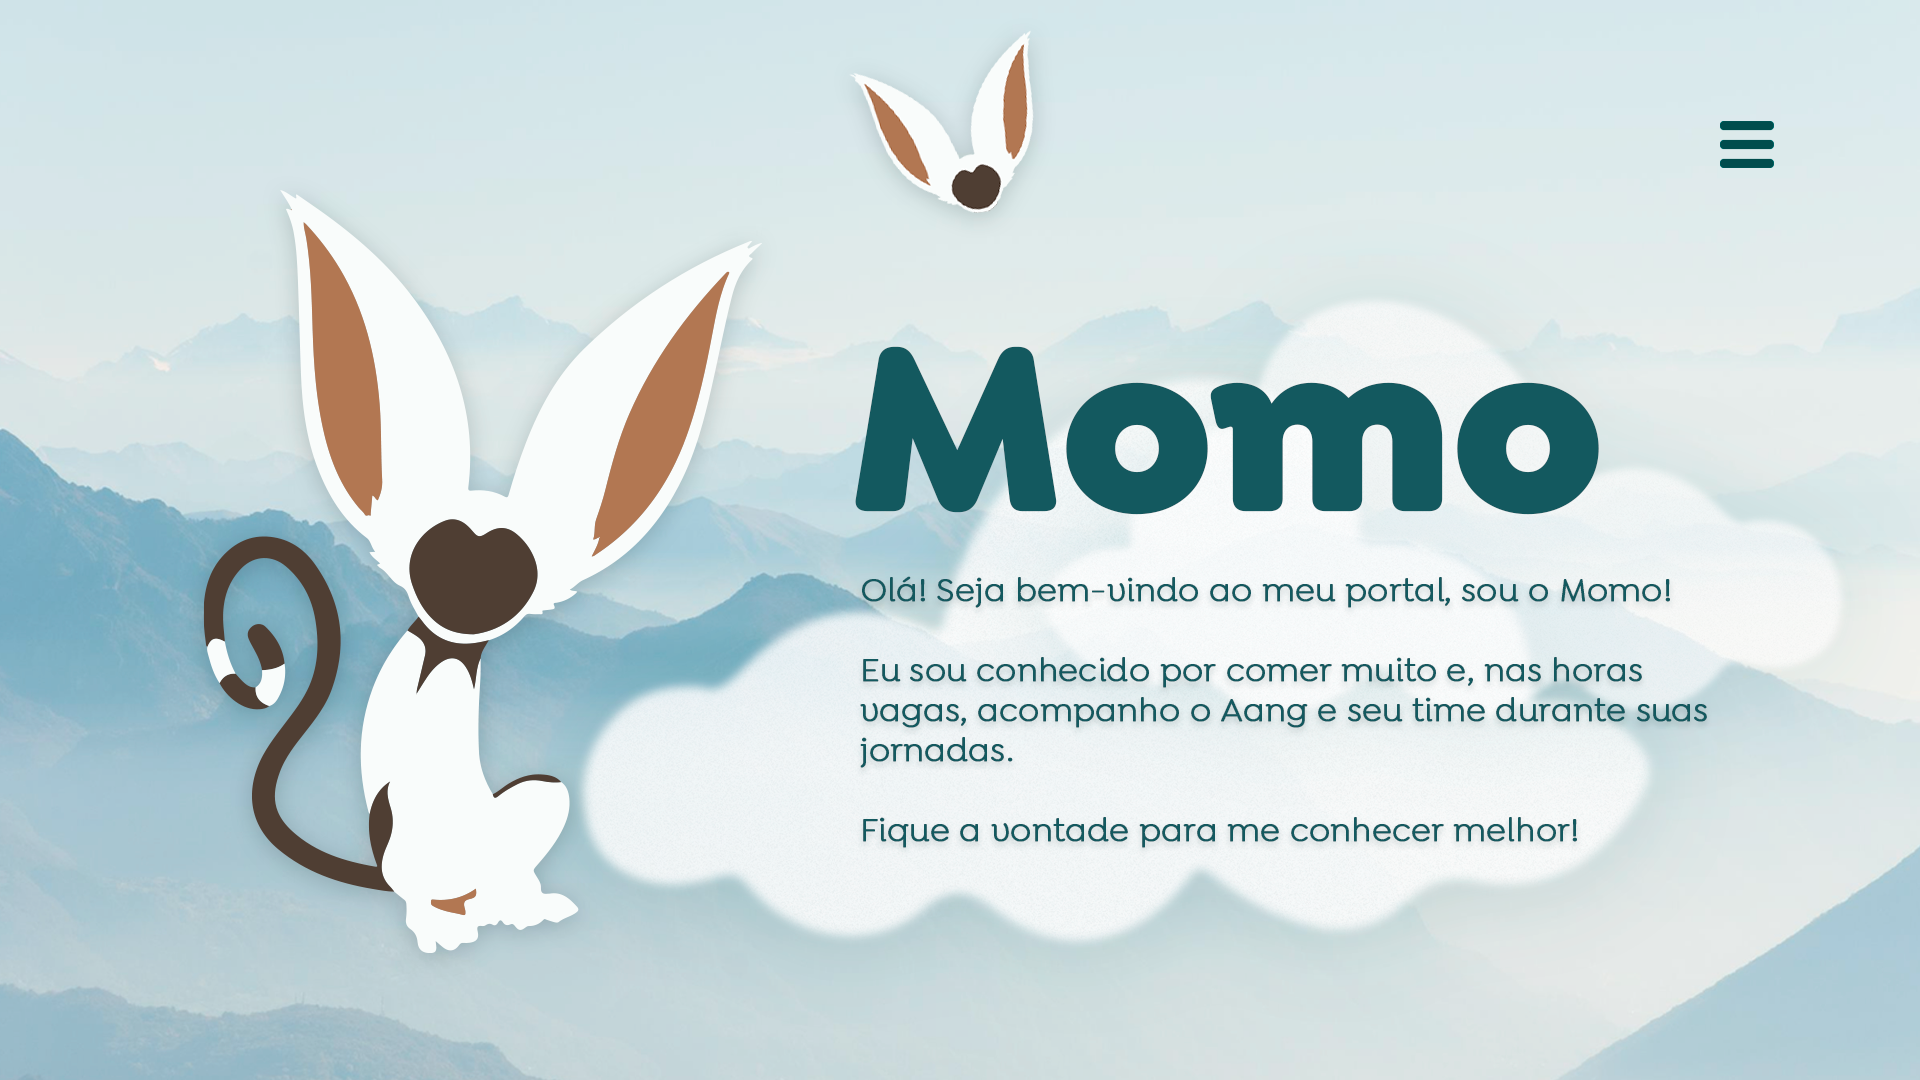 Momo
Olá! Seja bem-vindo ao meu portal, sou o Momo!
Eu sou conhecido por comer muito e, nas horas
vagas, acompanho o Aang e seu time durante suas
jornadas.
Fique a vontade para me conhecer melhor!